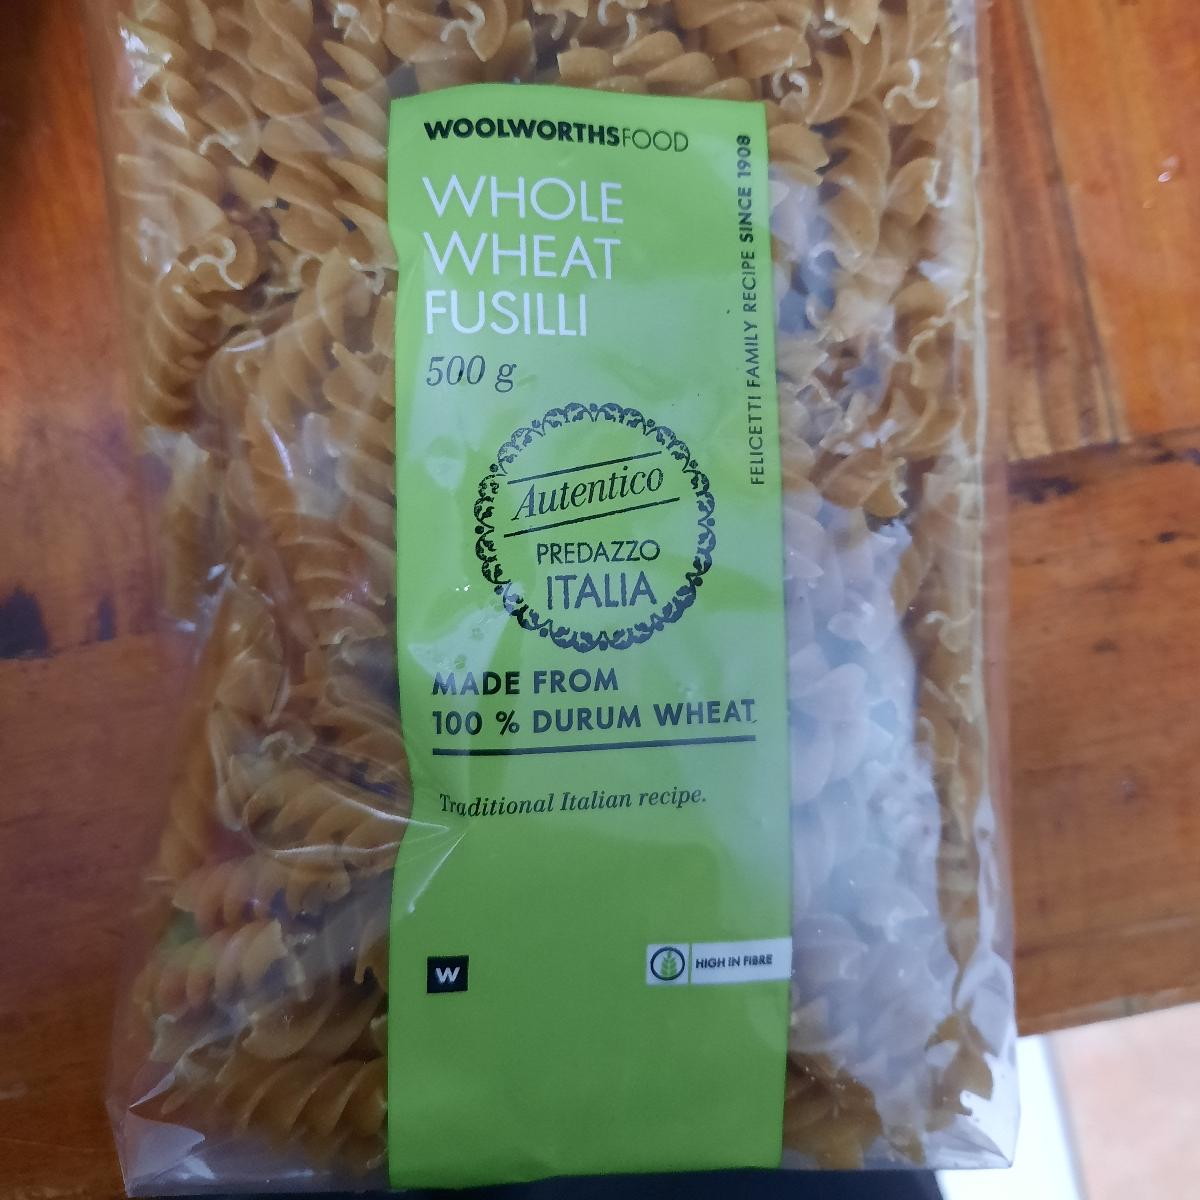 WOOLWORTHSFOOD
WHOLE
WHEAT
FUSILLI
500 g
FELICETTI FAMILY RECIPE SINCE 1908
Autentico
PREDAZZO
ITALIA
MADE FROM
100 % DURUM WHEAT
Traditional Italian recipe.
W
HIGH IN FIBRE